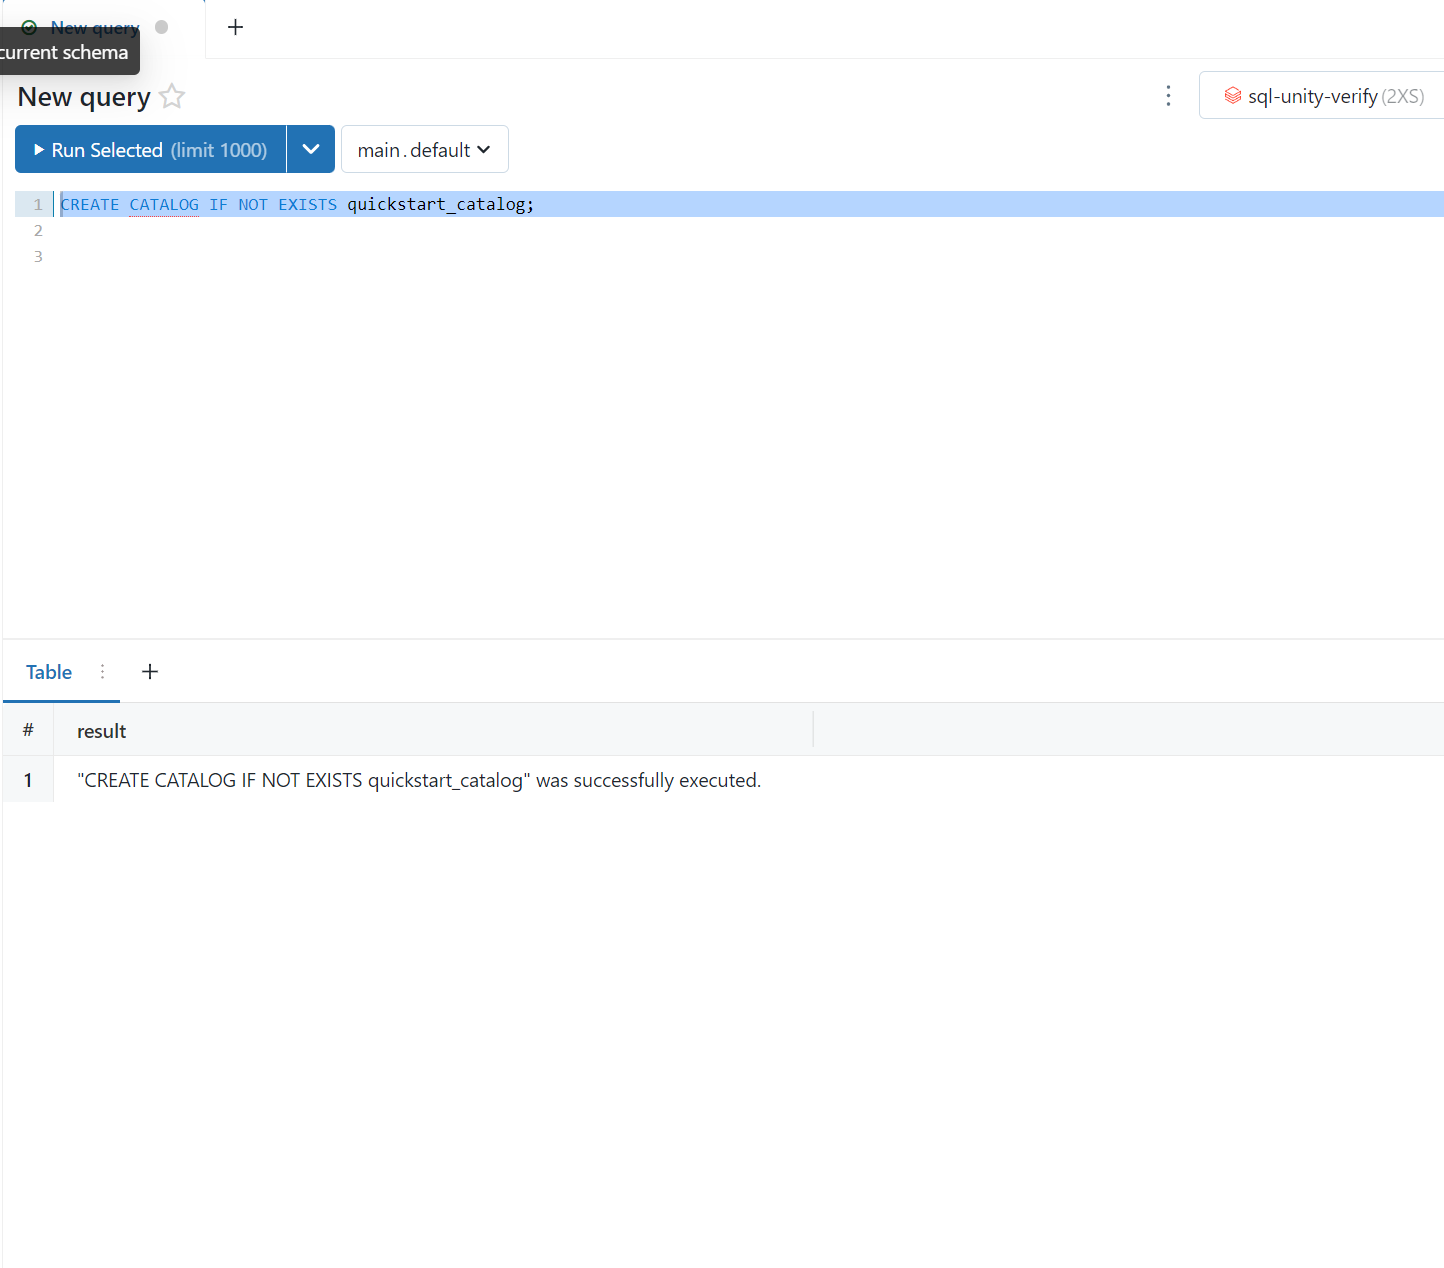 New query
+
current schema
New query
sql-unity-verify (2XS)
Run Selected (limit 1000)
main.default
1 CREATE CATALOG IF NOT EXISTS quickstart_catalog;
2
3
Table
+
# result
1 "CREATE CATALOG IF NOT EXISTS quickstart_catalog" was successfully executed.